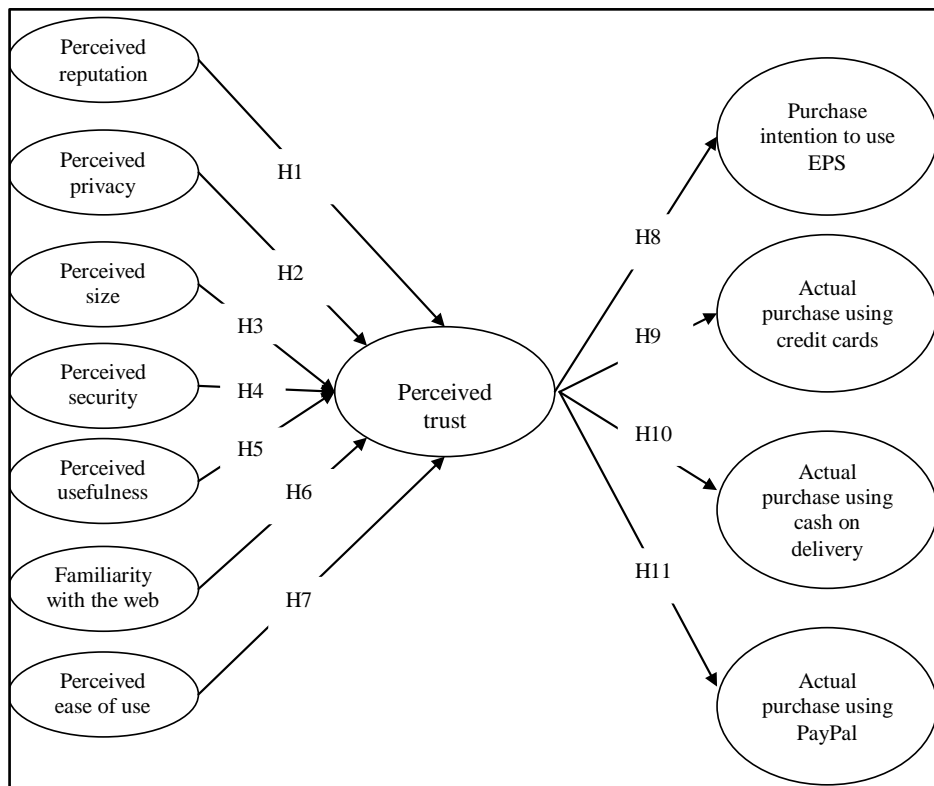 Perceived
reputation
H1
Perceived
privacy
H2
Perceived
size
H3
Perceived
security
H4
Perceived
usefulness
H5
Familiarity
with the web
H6
Perceived
ease of use
H7
Perceived
trust
H8
Purchase
intention to use
EPS
H9
Actual
purchase using
credit cards
H10
Actual
purchase using
cash on
delivery
H11
Actual
purchase using
PayPal